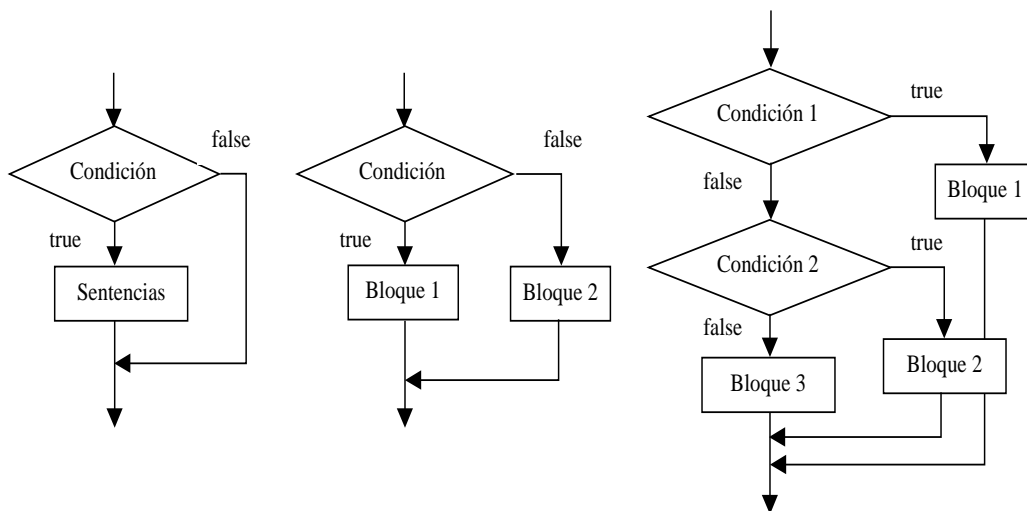 Condición
false
true
Sentencias
Condición
false
true
Bloque 1
Bloque 2
Condición 1
true
false
Bloque 1
Condición 2
true
false
Bloque 2
Bloque 3